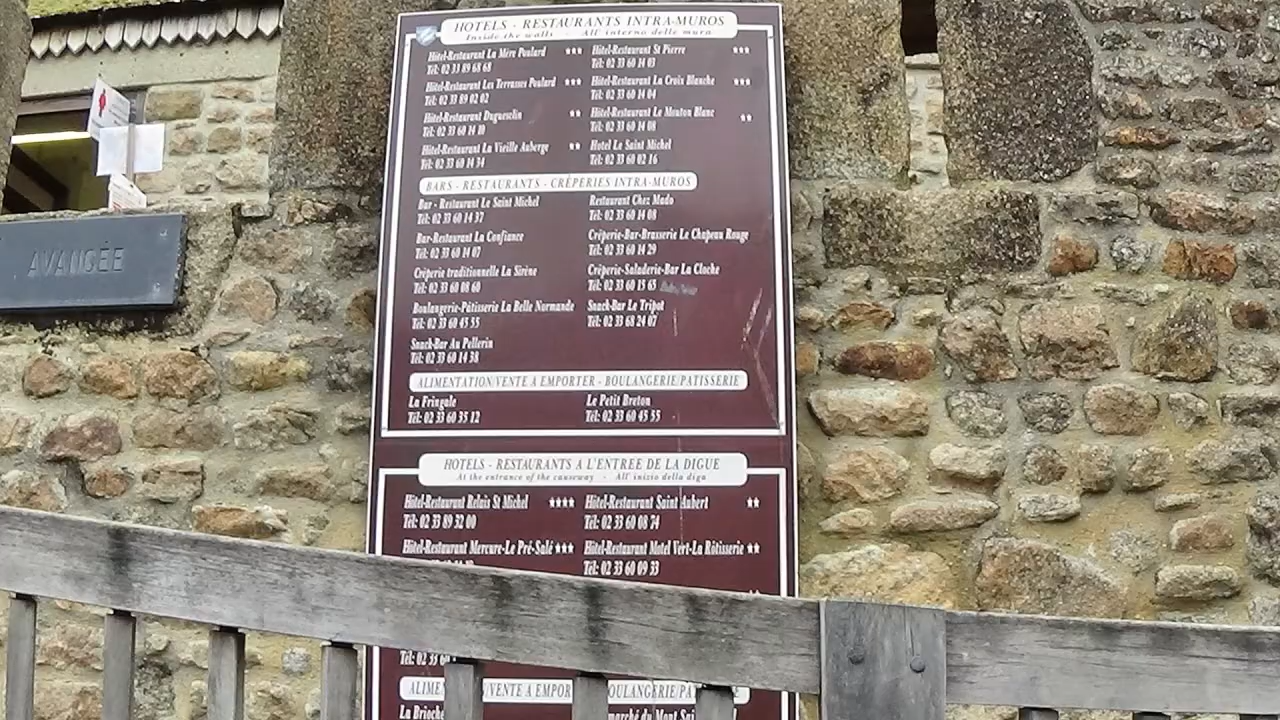 HOTELS - RESTAURANTS INTRA-MUROS
Inside the walls - All' interno delle mura
Hôtel-Restaurant La Mère Poulard ***
Tél: 02 33 89 68 68
Hôtel-Restaurant Les Terrasses Poulard ***
Tél: 02 33 89 02 02
Hôtel-Restaurant Duguesclin **
Tél: 02 33 60 14 10
Hôtel-Restaurant La Vieille Auberge **
Tél: 02 33 60 14 34
Hôtel-Restaurant St Pierre ***
Tél: 02 33 60 14 03
Hôtel-Restaurant La Croix Blanche ***
Tél: 02 33 60 14 04
Hôtel-Restaurant Le Mouton Blanc **
Tél: 02 33 60 14 08
Hotel Le Saint Michel
Tél: 02 33 60 02 16
BARS - RESTAURANTS - CRÊPERIES INTRA-MUROS
Bar - Restaurant Le Saint Michel
Tél: 02 33 60 14 37
Bar-Restaurant La Confiance
Tél: 02 33 60 14 07
Crêperie traditionnelle La Sirène
Tél: 02 33 60 08 60
Boulangerie-Pâtisserie La Belle Normande
Tél: 02 33 60 45 55
Snack-Bar Au Pellerin
Tél: 02 33 60 14 38
Restaurant Chez Mado
Tél: 02 33 60 14 08
Crêperie-Bar-Brasserie Le Chapeau Rouge
Tél: 02 33 60 14 29
Crêperie-Saladerie-Bar La Cloche
Tél: 02 33 60 15 65
Snack-Bar Le Tripot
Tél: 02 33 68 24 07
ALIMENTATION/VENTE A EMPORTER - BOULANGERIE/PATISSERIE
La Fringale
Tél: 02 33 60 35 12
Le Petit Breton
Tél: 02 33 60 45 55
HOTELS - RESTAURANTS A L'ENTREE DE LA DIGUE
At the entrance of the causeway - All' inizio della diga
Hôtel-Restaurant Relais St Michel ****
Tél: 02 33 89 32 00
Hôtel-Restaurant Mercure-Le Pré-Salé ***
Hôtel-Restaurant Saint Aubert **
Tél: 02 33 60 08 74
Hôtel-Restaurant Motel Vert-La Rôtisserie **
Tél: 02 33 60 09 33
Tél: 02 33 60
/VENTE A EMPOR
La Brioche
marché du Mont
AVANCÉE